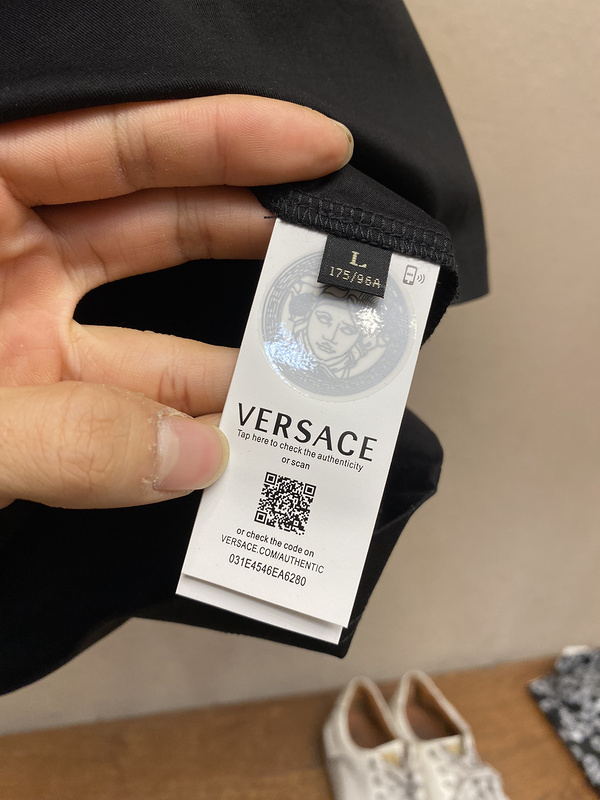 L
175/96A
VERSACE
Tap here to check the authenticity
or scan
or check the code on
VERSACE.COM/AUTHENTIC
031E4546EA6280